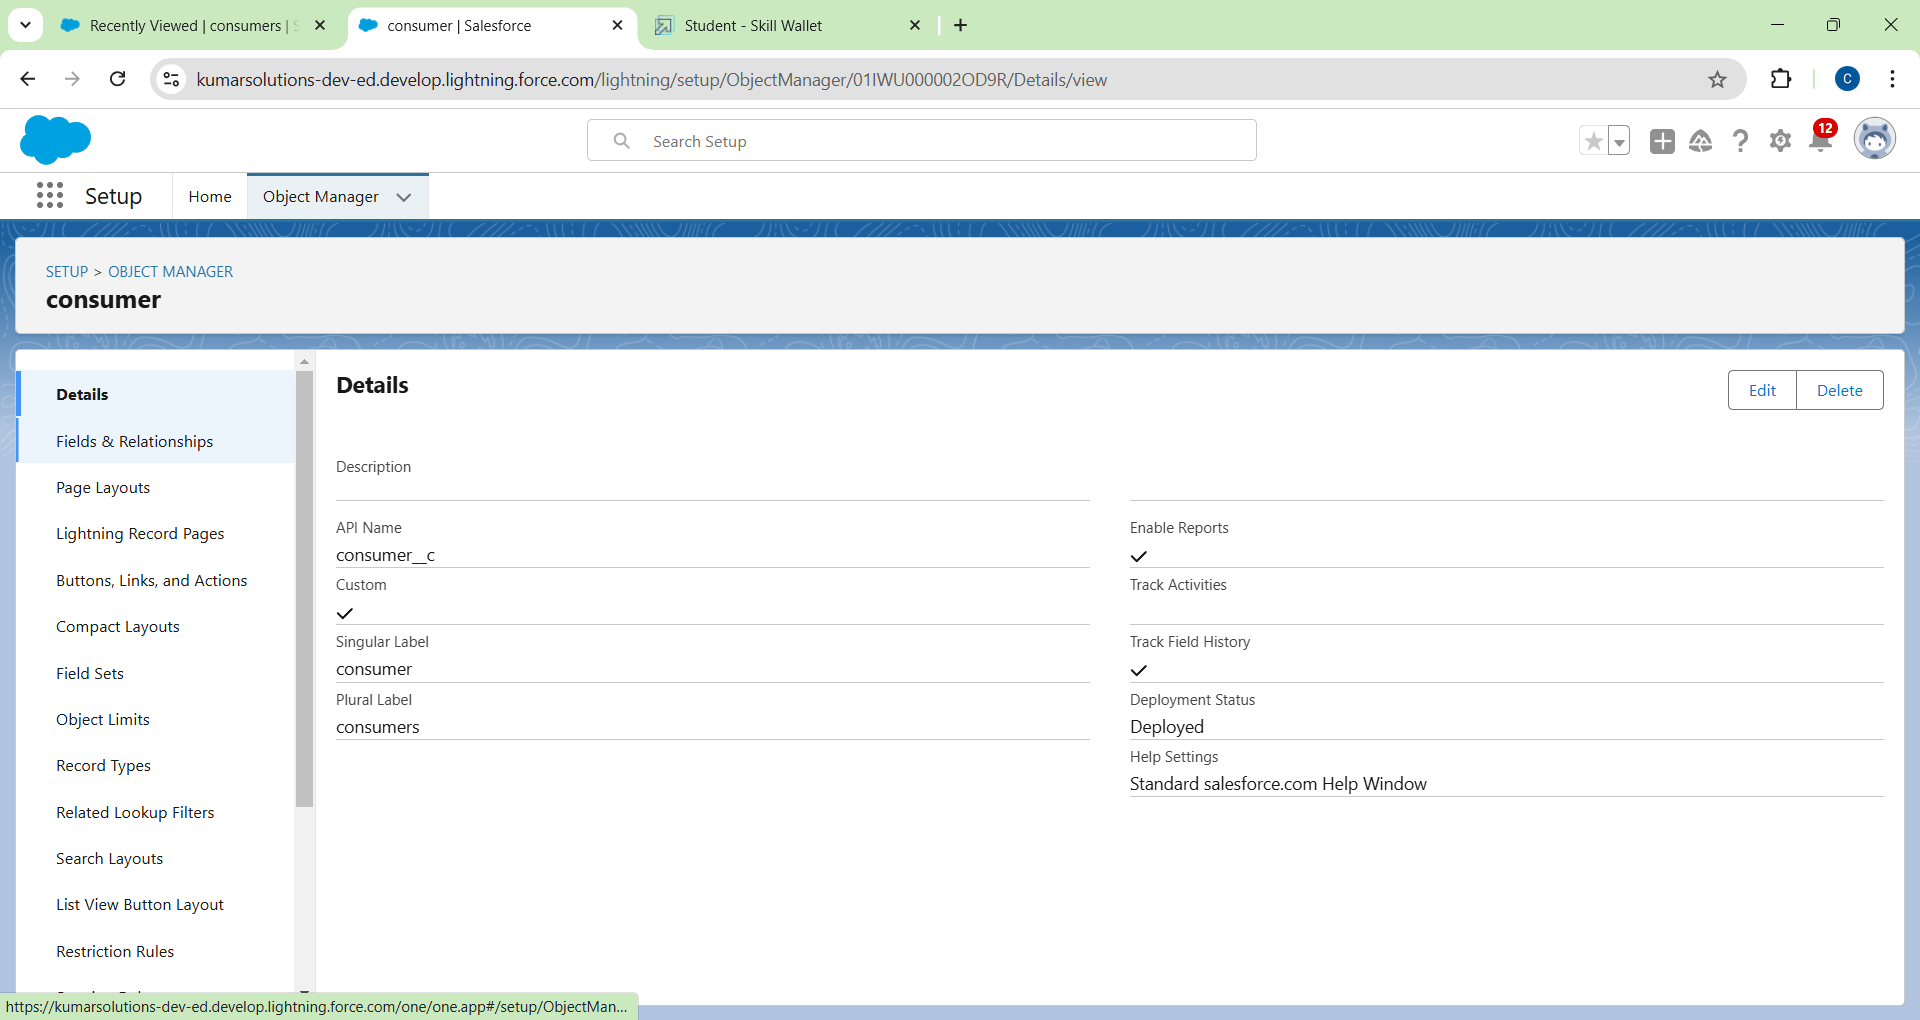 Recently Viewed | consumers |
consumer | Salesforce
Student - Skill Wallet
kumarsolutions-dev-ed.develop.lightning.force.com/lightning/setup/ObjectManager/01IWU000002OD9R/Details/view
C
Search Setup
12
Setup
Home
Object Manager
SETUP > OBJECT MANAGER
consumer
Details
Fields & Relationships
Page Layouts
Lightning Record Pages
Buttons, Links, and Actions
Compact Layouts
Field Sets
Object Limits
Record Types
Related Lookup Filters
Search Layouts
List View Button Layout
Restriction Rules
Details
Edit
Delete
Description
API Name
consumer__c
Custom
Singular Label
consumer
Plural Label
consumers
Enable Reports
Track Activities
Track Field History
Deployment Status
Deployed
Help Settings
Standard salesforce.com Help Window
https://kumarsolutions-dev-ed.develop.lightning.force.com/one/one.app#/setup/ObjectMan...